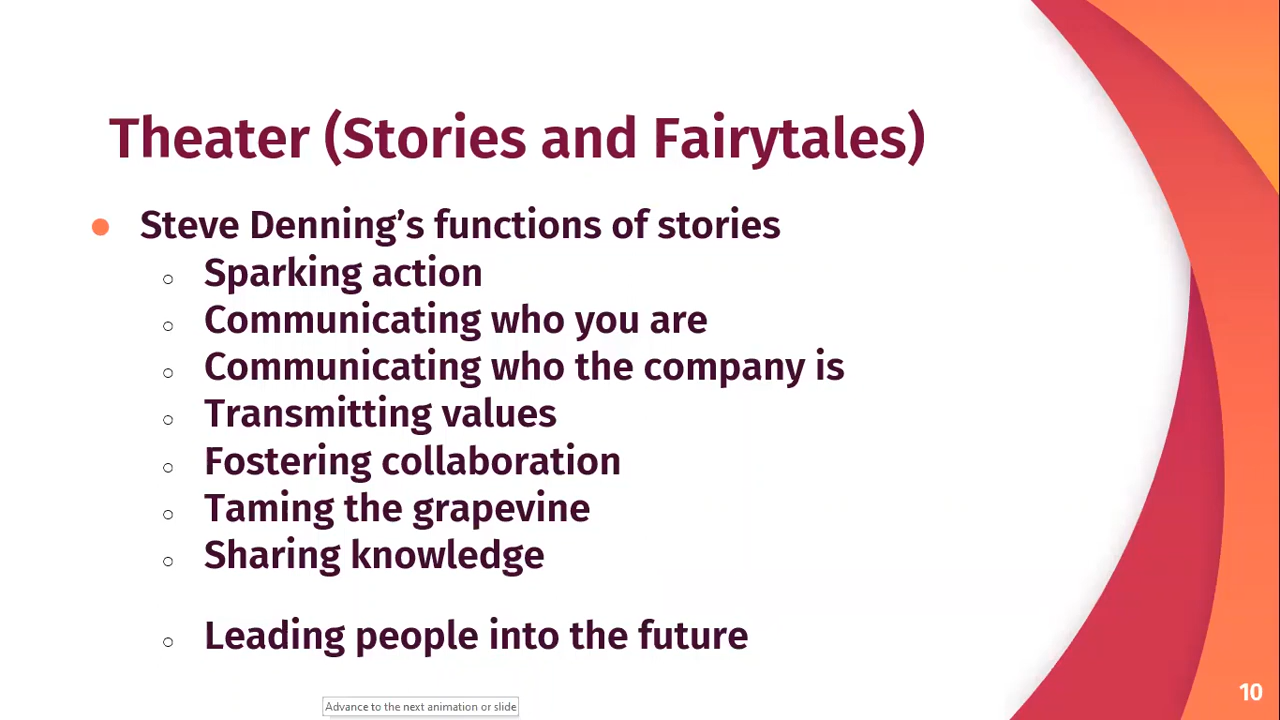 Theater (Stories and Fairytales)
● Steve Denning’s functions of stories
○ Sparking action
○ Communicating who you are
○ Communicating who the company is
○ Transmitting values
○ Fostering collaboration
○ Taming the grapevine
○ Sharing knowledge
○ Leading people into the future
Advance to the next animation or slide
10